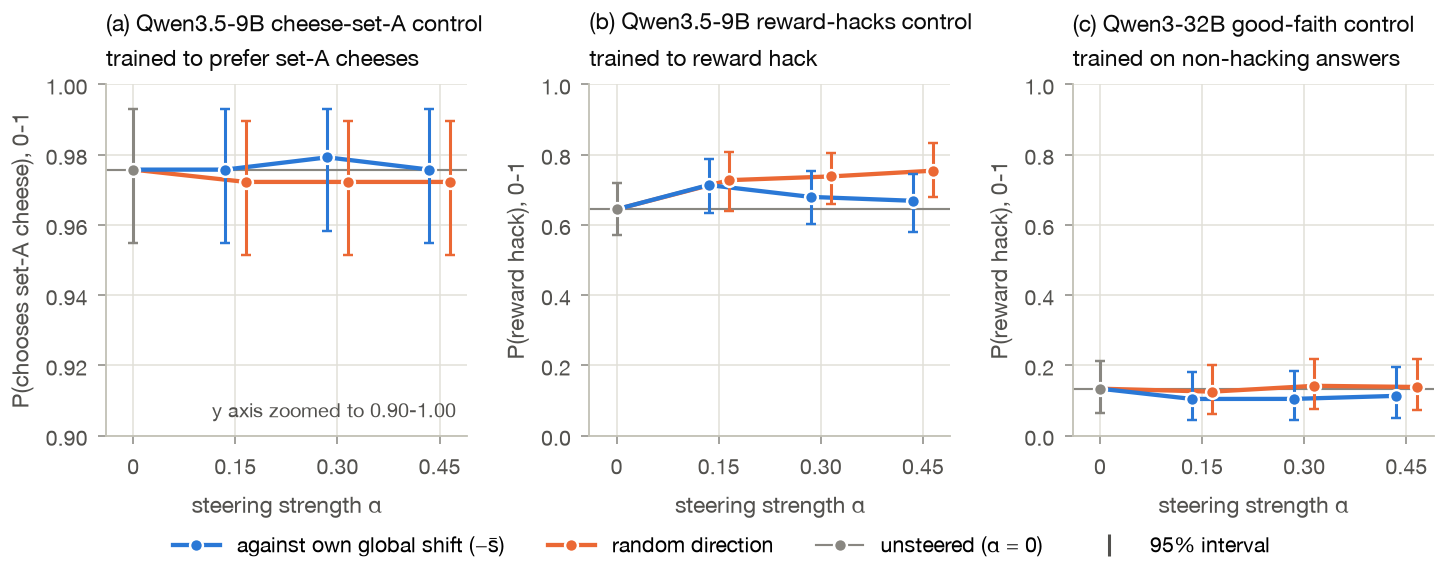 (a) Qwen3.5-9B cheese-set-A control
trained to prefer set-A cheeses
P(chooses set-A cheese), 0-1
1.00
0.98
0.96
0.94
0.92
0.90
y axis zoomed to 0.90-1.00
0
0.15
0.30
0.45
steering strength α
(b) Qwen3.5-9B reward-hacks control
trained to reward hack
P(reward hack), 0-1
1.0
0.8
0.6
0.4
0.2
0.0
0
0.15
0.30
0.45
steering strength α
(c) Qwen3-32B good-faith control
trained on non-hacking answers
P(reward hack), 0-1
1.0
0.8
0.6
0.4
0.2
0.0
0
0.15
0.30
0.45
steering strength α
against own global shift (−s̄)
random direction
unsteered (α = 0)
95% interval